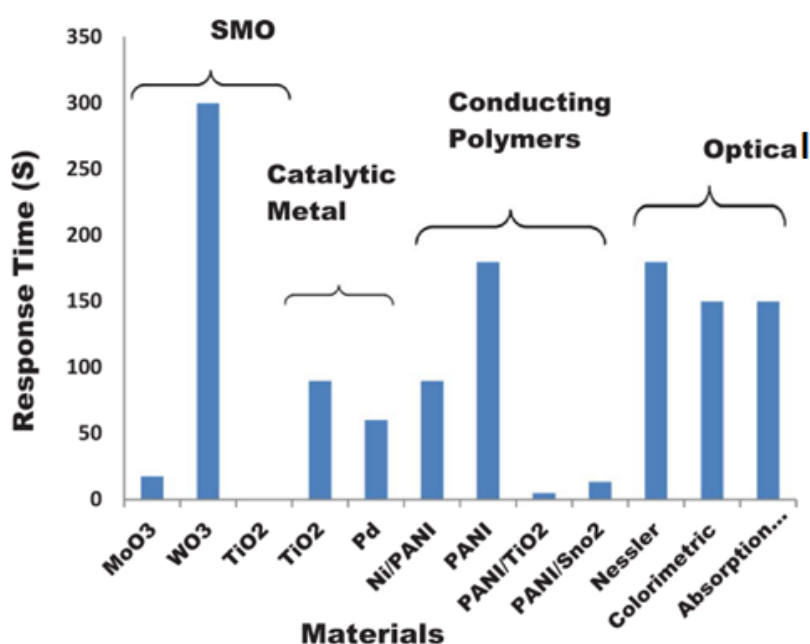 SMO
Conducting
Polymers
Optical
Catalytic
Metal
Response Time (S)
350
300
250
200
150
100
50
0
MoO3
WO3
TiO2
TiO2
Pd
Ni/PANI
PANI
PANI/TiO2
PANI/Sno2
Nessler
Colorimetric
Absorption...
Materials